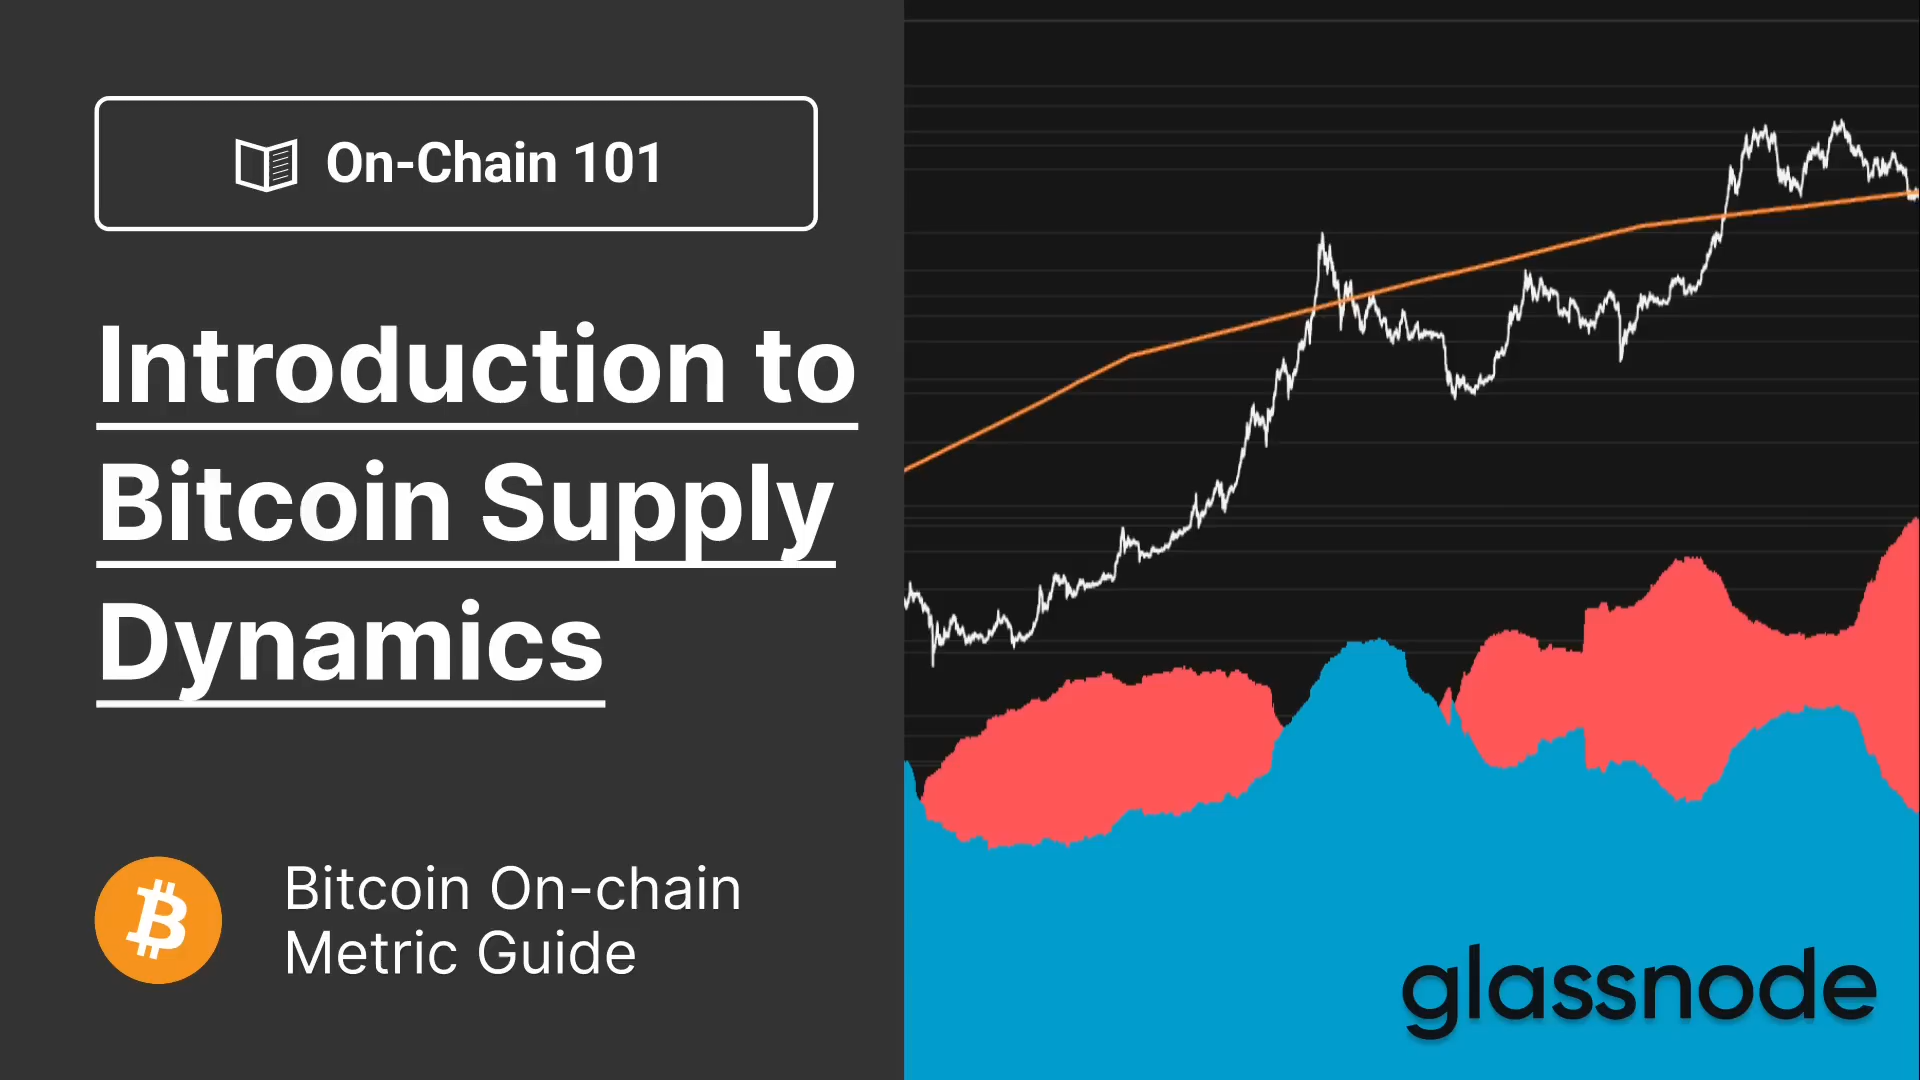 On-Chain 101
Introduction to
Bitcoin Supply
Dynamics
Bitcoin On-chain
Metric Guide
glassnode